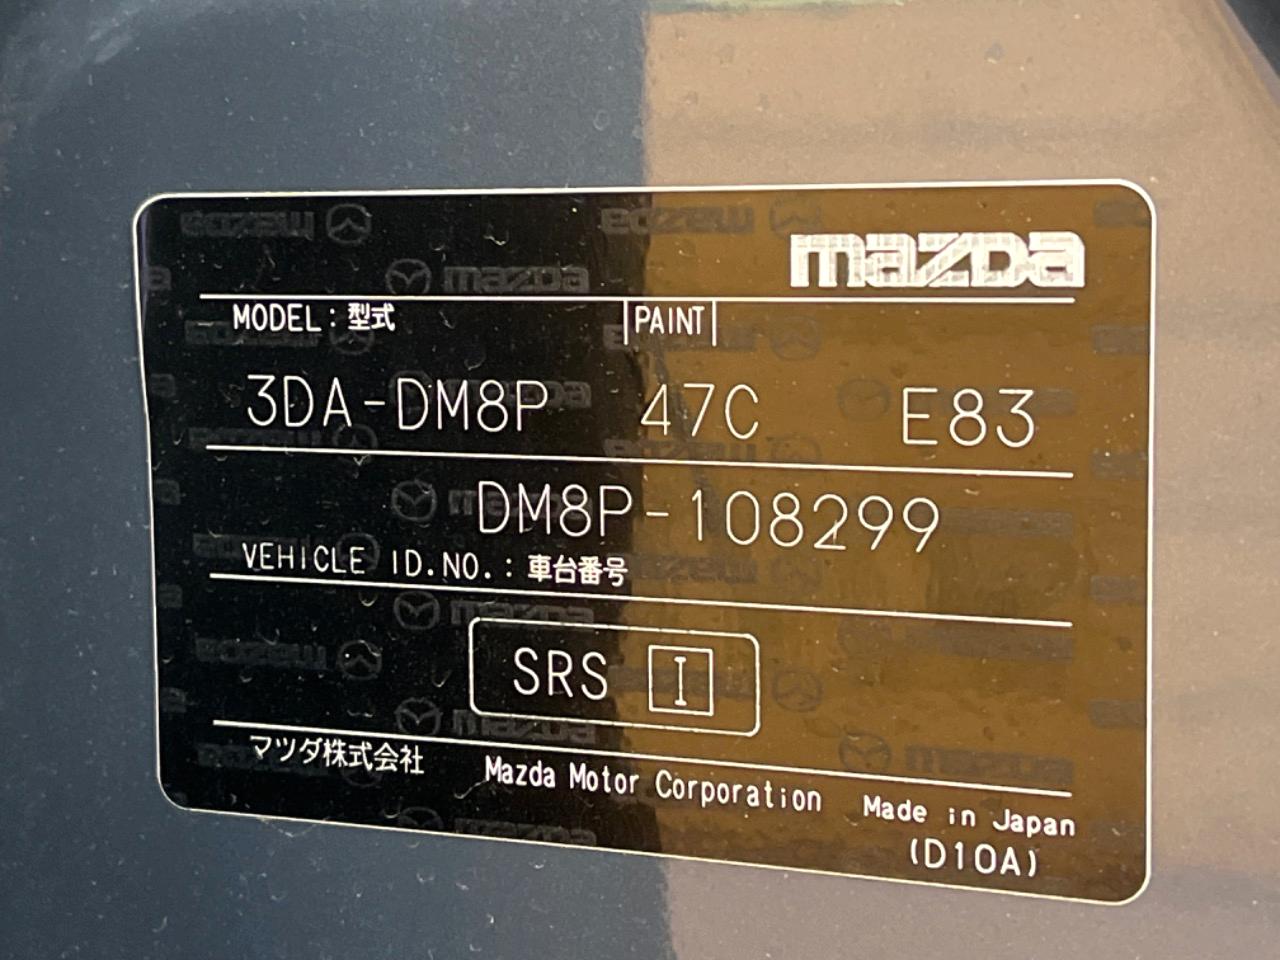 mazda
MODEL：型式 PAINT
3DA-DM8P 47C E83
DM8P-108299
VEHICLE ID.NO.：車台番号
SRS I
マツダ株式会社 Mazda Motor Corporation Made in Japan
(D10A)